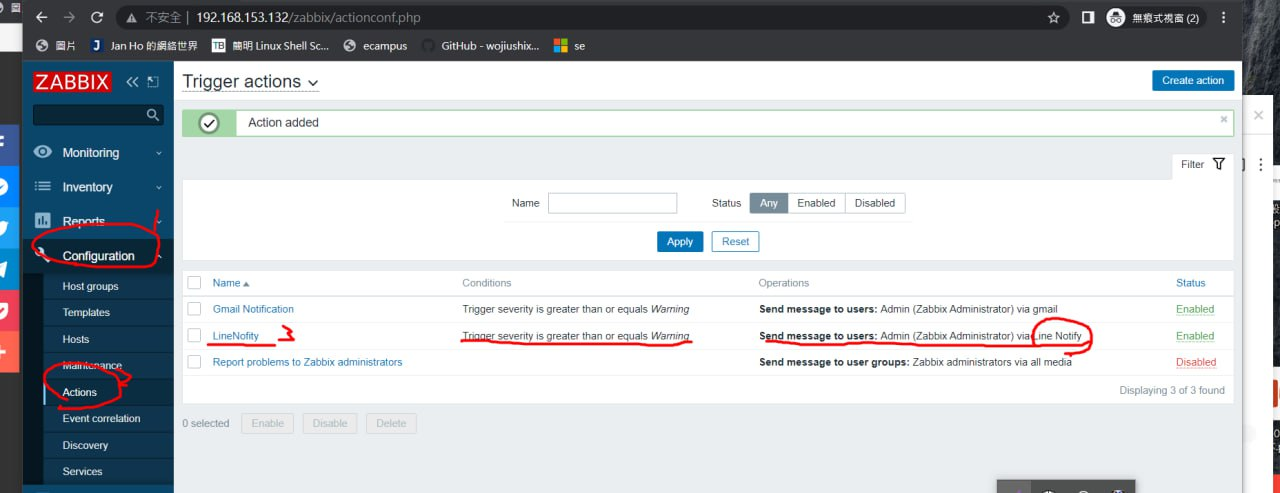 不安全 | 192.168.153.132/zabbix/actionconf.php
無痕式視窗 (2)
圖片 Jan Ho 的網絡世界 簡明 Linux Shell Sc... ecampus GitHub - wojiushix... se
ZABBIX
Trigger actions
Create action
Action added
Monitoring
Inventory
Reports
Configuration
Host groups
Templates
Hosts
Maintenance
Actions
Event correlation
Discovery
Services
Filter
Name
Status Any Enabled Disabled
Apply Reset
Name Conditions Operations Status
Gmail Notification Trigger severity is greater than or equals Warning Send message to users: Admin (Zabbix Administrator) via gmail Enabled
LineNofity 3 Trigger severity is greater than or equals Warning Send message to users: Admin (Zabbix Administrator) via Line Notify Enabled
Report problems to Zabbix administrators Send message to user groups: Zabbix administrators via all media Disabled
Displaying 3 of 3 found
0 selected Enable Disable Delete